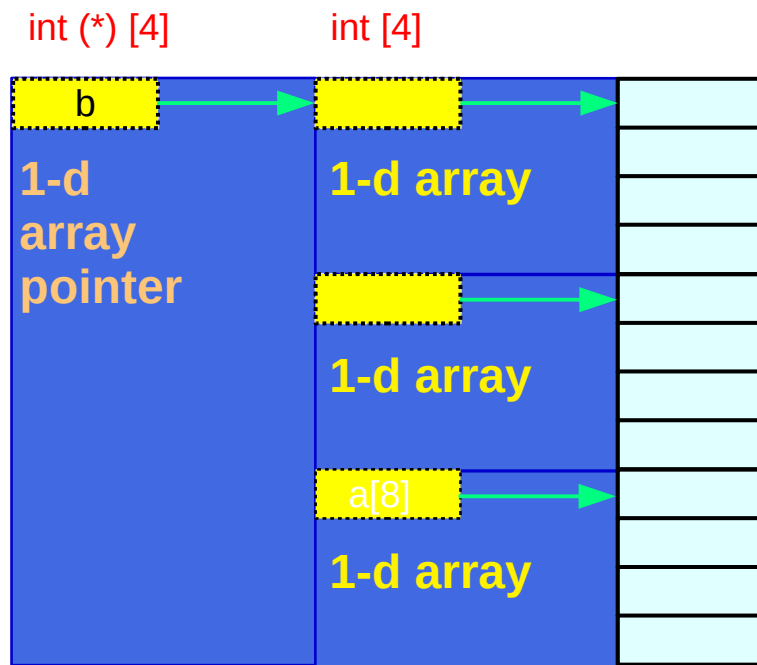 int (*) [4]
int [4]
b
1-d
array
pointer
1-d array
1-d array
a[8]
1-d array